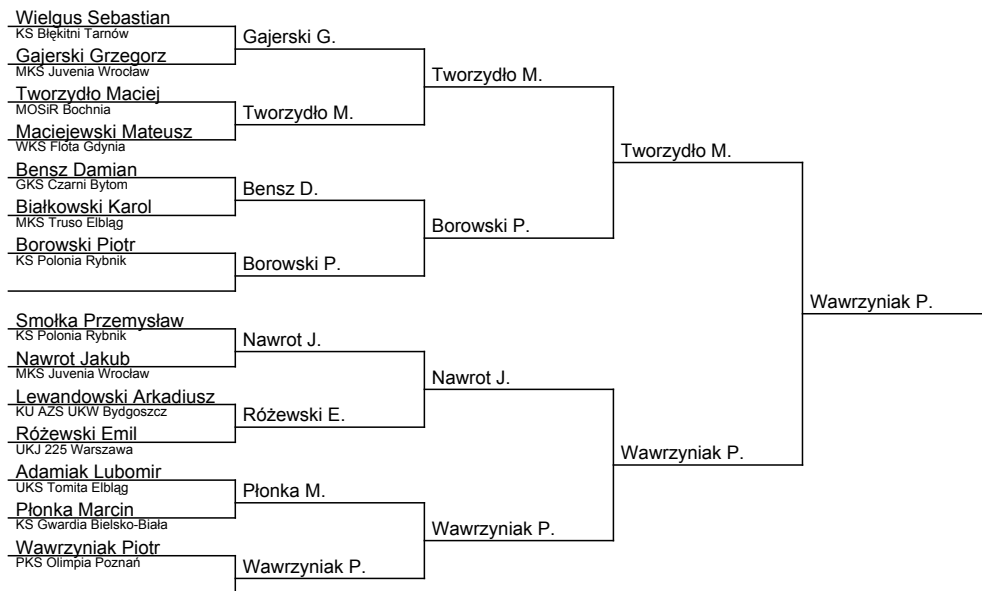 Wielgus Sebastian
KS Błękitni Tarnów
Gajerski G.
Gajerski Grzegorz
MKS Juvenia Wrocław
Tworzydło M.
Tworzydło Maciej
MOSiR Bochnia
Tworzydło M.
Maciejewski Mateusz
WKS Flota Gdynia
Tworzydło M.
Bensz Damian
GKS Czarni Bytom
Bensz D.
Białkowski Karol
MKS Truso Elbląg
Borowski P.
Borowski Piotr
KS Polonia Rybnik
Borowski P.
Wawrzyniak P.
Smołka Przemysław
KS Polonia Rybnik
Nawrot J.
Nawrot Jakub
MKS Juvenia Wrocław
Nawrot J.
Lewandowski Arkadiusz
KU AZS UKW Bydgoszcz
Różewski E.
Różewski Emil
UKJ 225 Warszawa
Wawrzyniak P.
Adamiak Lubomir
UKS Tomita Elbląg
Płonka M.
Płonka Marcin
KS Gwardia Bielsko-Biała
Wawrzyniak P.
Wawrzyniak Piotr
PKS Olimpia Poznań
Wawrzyniak P.